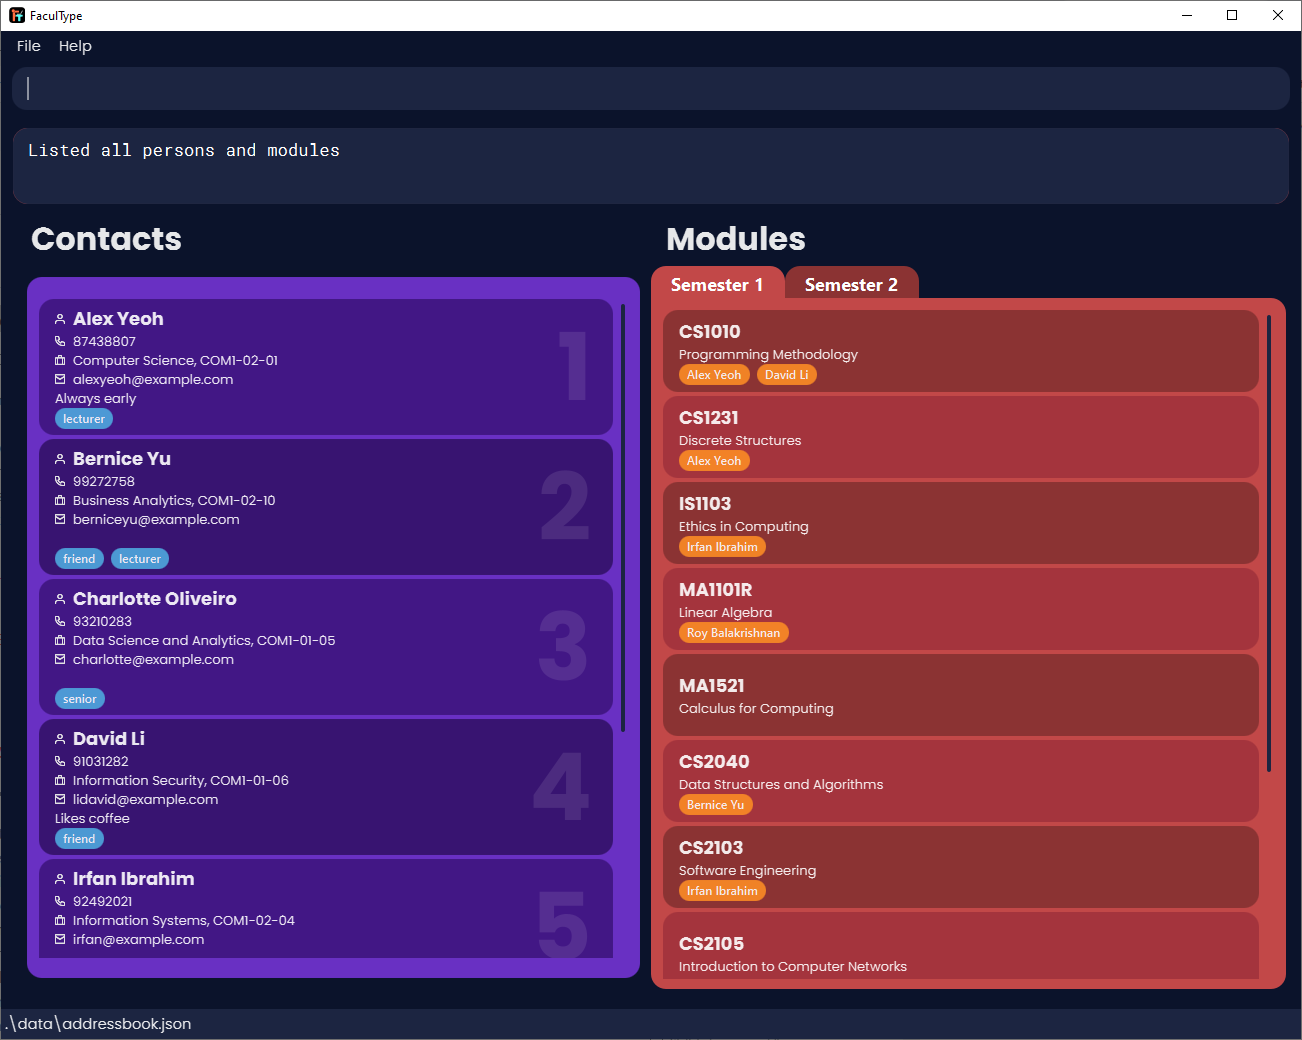 FaculType
File Help
Listed all persons and modules
Contacts
Alex Yeoh
87438807
Computer Science, COM1-02-01
alexyeoh@example.com
Always early
lecturer
1
Bernice Yu
99272758
Business Analytics, COM1-02-10
berniceyu@example.com
friend lecturer
2
Charlotte Oliveiro
93210283
Data Science and Analytics, COM1-01-05
charlotte@example.com
senior
3
David Li
91031282
Information Security, COM1-01-06
lidavid@example.com
Likes coffee
friend
4
Irfan Ibrahim
92492021
Information Systems, COM1-02-04
irfan@example.com
5
Modules
Semester 1 Semester 2
CS1010
Programming Methodology
Alex Yeoh David Li
CS1231
Discrete Structures
Alex Yeoh
IS1103
Ethics in Computing
Irfan Ibrahim
MA1101R
Linear Algebra
Roy Balakrishnan
MA1521
Calculus for Computing
CS2040
Data Structures and Algorithms
Bernice Yu
CS2103
Software Engineering
Irfan Ibrahim
CS2105
Introduction to Computer Networks
.\data\addressbook.json